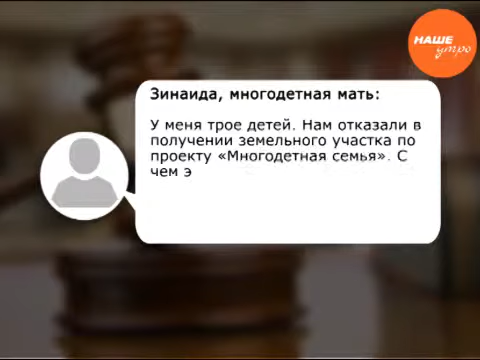 НАШЕ
утро
Зинаида, многодетная мать:
У меня трое детей. Нам отказали в
получении земельного участка по
проекту «Многодетная семья». С
чем э